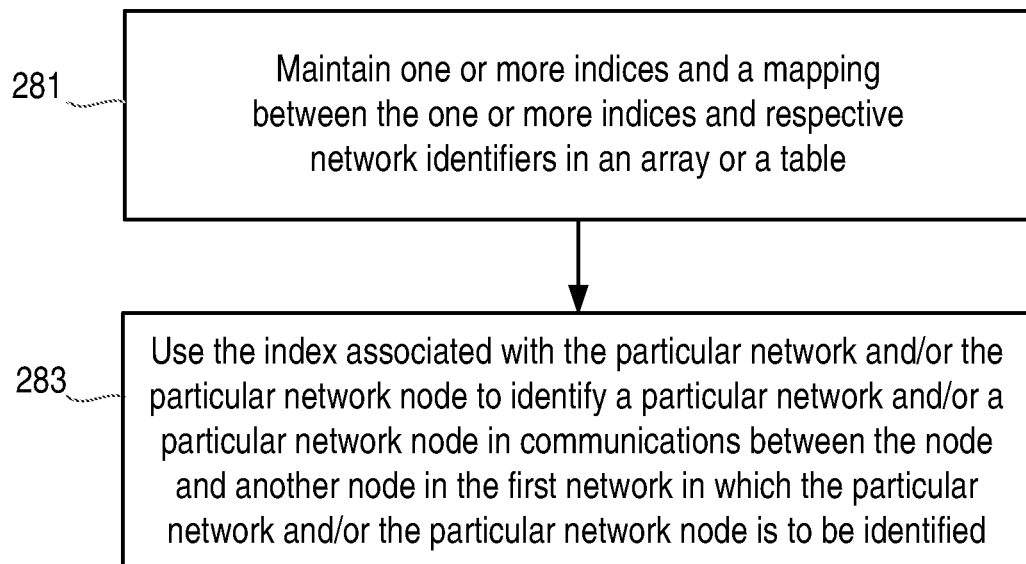 281
Maintain one or more indices and a mapping
between the one or more indices and respective
network identifiers in an array or a table
283
Use the index associated with the particular network and/or the
particular network node to identify a particular network and/or a
particular network node in communications between the node
and another node in the first network in which the particular
network and/or the particular network node is to be identified